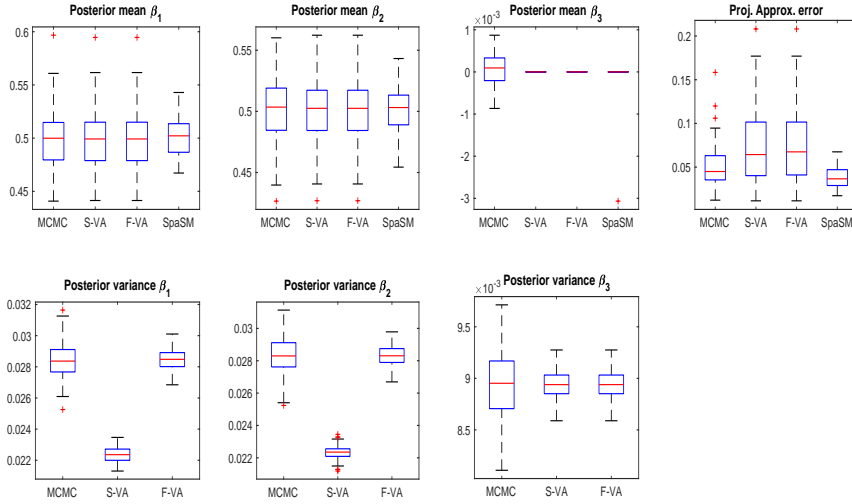 Posterior mean β1
0.6
0.55
0.5
0.45
MCMC S-VA F-VA SpaSM
Posterior mean β2
0.55
0.5
0.45
MCMC S-VA F-VA SpaSM
Posterior mean β3
×10-3
1
0
-1
-2
-3
MCMC S-VA F-VA SpaSM
Proj. Approx. error
0.2
0.15
0.1
0.05
MCMC S-VA F-VA SpaSM
Posterior variance β1
0.032
0.03
0.028
0.026
0.024
0.022
MCMC S-VA F-VA
Posterior variance β2
0.03
0.028
0.026
0.024
0.022
MCMC S-VA F-VA
Posterior variance β3
×10-3
9.5
9
8.5
MCMC S-VA F-VA